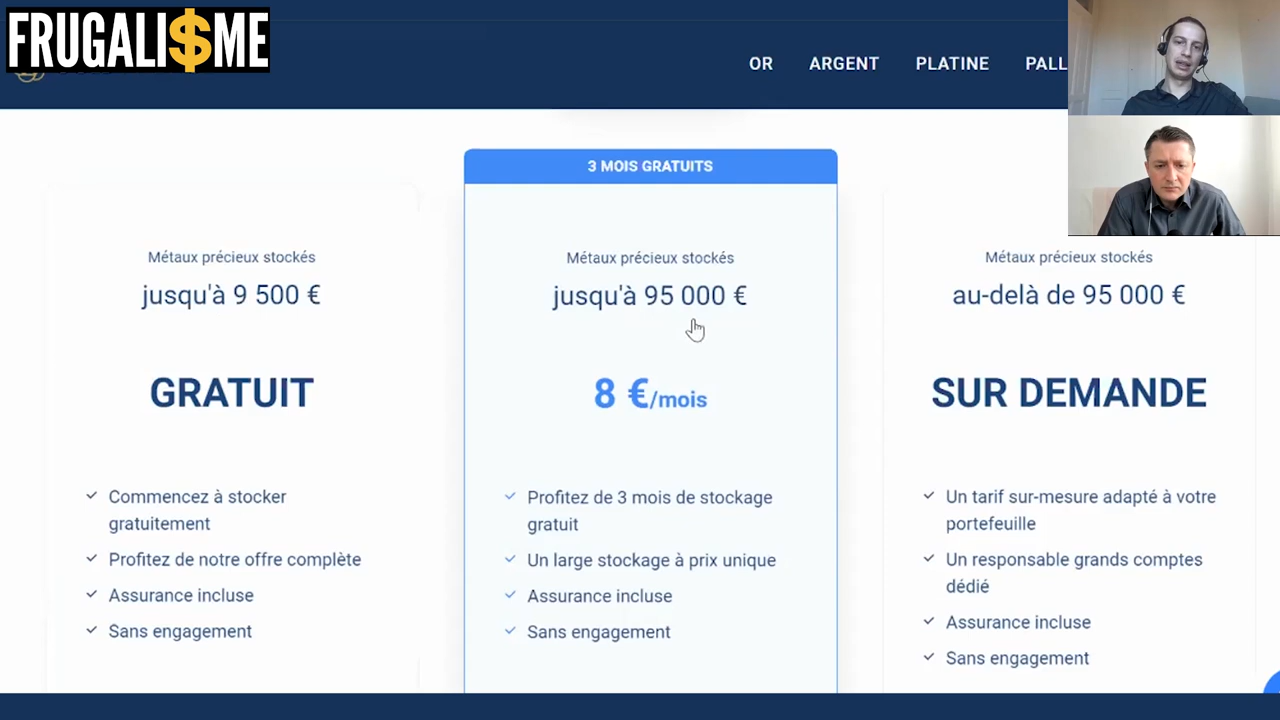 FRUGALI$ME
OR
ARGENT
PLATINE
PALL
3 MOIS GRATUITS
Métaux précieux stockés
jusqu'à 9 500 €
GRATUIT
Commencez à stocker
gratuitement
Profitez de notre offre complète
Assurance incluse
Sans engagement
Métaux précieux stockés
jusqu'à 95 000 €
8 €/mois
Profitez de 3 mois de stockage
gratuit
Un large stockage à prix unique
Assurance incluse
Sans engagement
Métaux précieux stockés
au-delà de 95 000 €
SUR DEMANDE
Un tarif sur-mesure adapté à votre
portefeuille
Un responsable grands comptes
dédié
Assurance incluse
Sans engagement